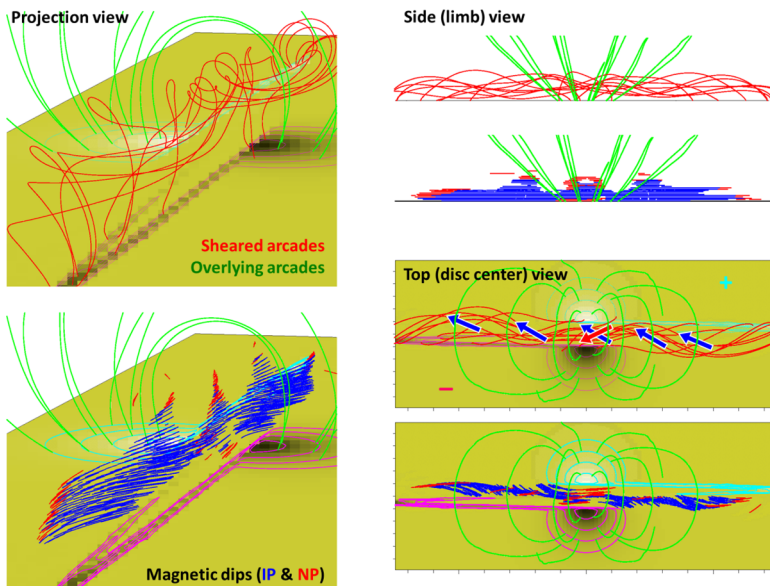 Projection view
Side (limb) view
Sheared arcades
Overlying arcades
Top (disc center) view
+
−
Magnetic dips (IP & NP)